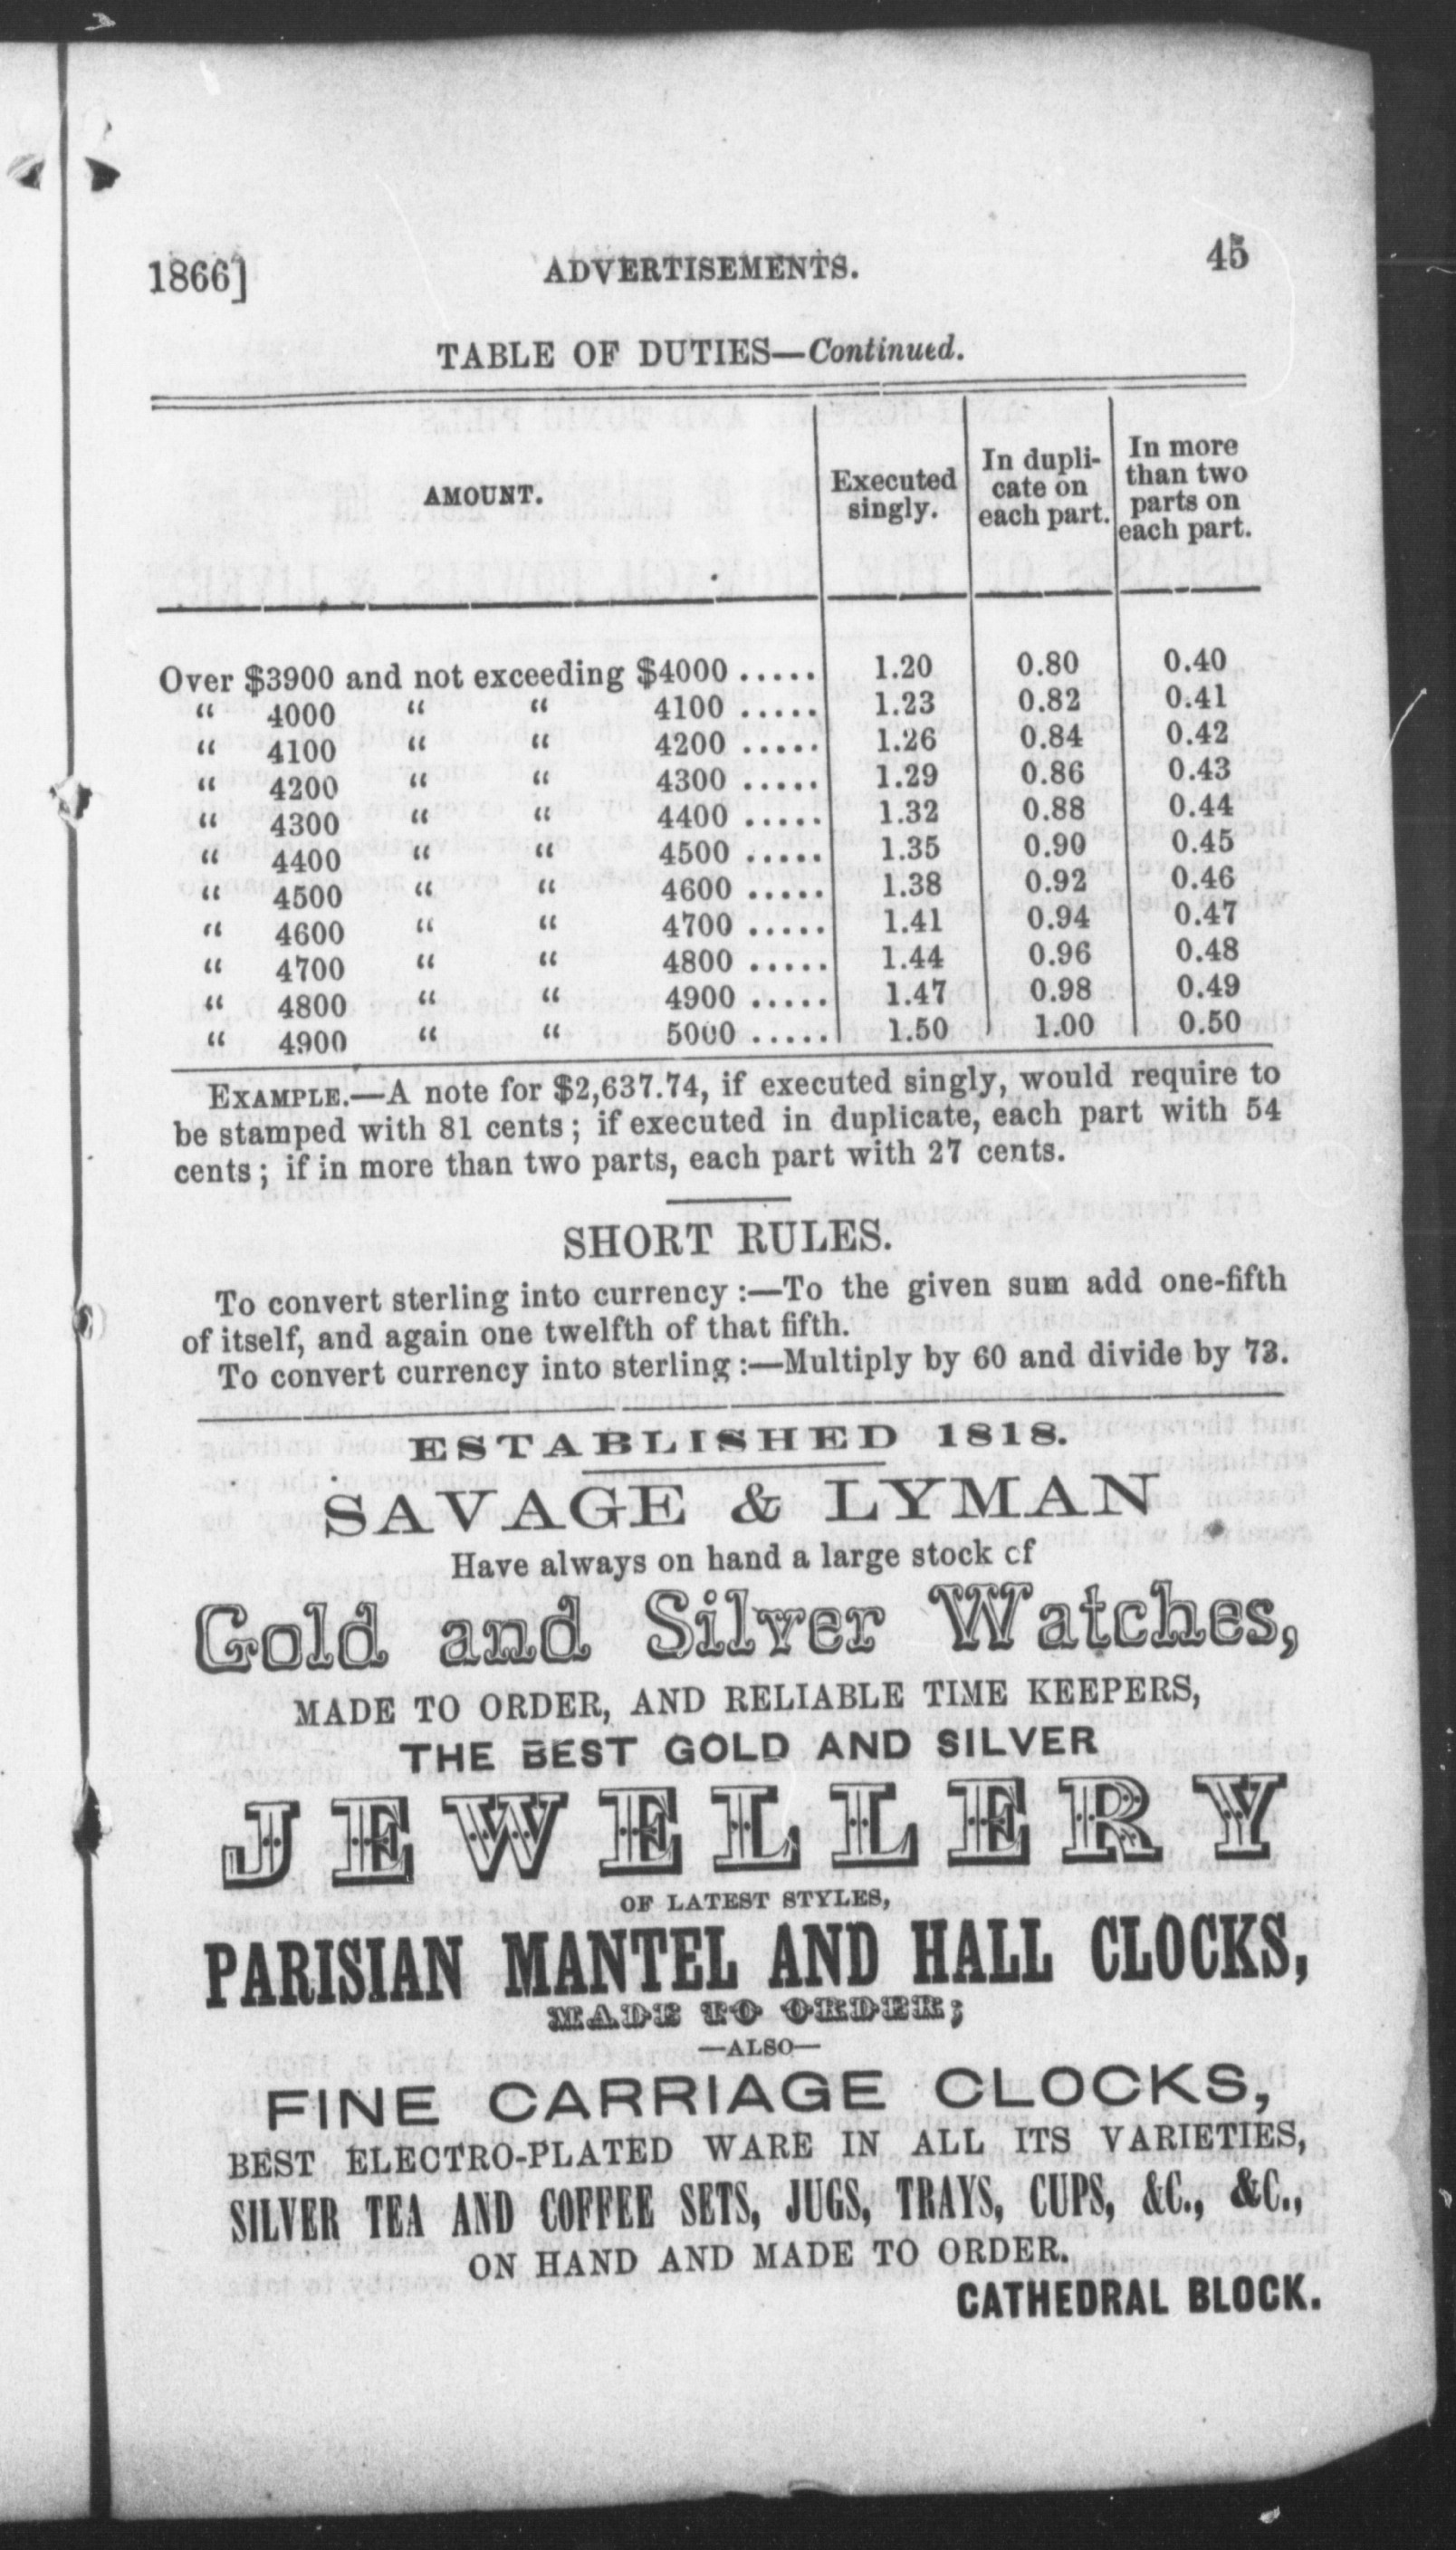 1866] ADVERTISEMENTS. 45
TABLE OF DUTIES—Continued.
AMOUNT. Executed singly. In dupli-cate on each part. In more than two parts on each part.
Over $3900 and not exceeding $4000 ..... 1.20 0.80 0.40
“ 4000 “ “ 4100 ..... 1.23 0.82 0.41
“ 4100 “ “ 4200 ..... 1.26 0.84 0.42
“ 4200 “ “ 4300 ..... 1.29 0.86 0.43
“ 4300 “ “ 4400 ..... 1.32 0.88 0.44
“ 4400 “ “ 4500 ..... 1.35 0.90 0.45
“ 4500 “ “ 4600 ..... 1.38 0.92 0.46
“ 4600 “ “ 4700 ..... 1.41 0.94 0.47
“ 4700 “ “ 4800 ..... 1.44 0.96 0.48
“ 4800 “ “ 4900 ..... 1.47 0.98 0.49
“ 4900 “ “ 5000 ..... 1.50 1.00 0.50
EXAMPLE.—A note for $2,637.74, if executed singly, would require to
be stamped with 81 cents; if executed in duplicate, each part with 54
cents; if in more than two parts, each part with 27 cents.
SHORT RULES.
To convert sterling into currency:—To the given sum add one-fifth
of itself, and again one twelfth of that fifth.
To convert currency into sterling:—Multiply by 60 and divide by 73.
ESTABLISHED 1818.
SAVAGE & LYMAN
Have always on hand a large stock of
Gold and Silver Watches,
MADE TO ORDER, AND RELIABLE TIME KEEPERS,
THE BEST GOLD AND SILVER
JEWELLERY
OF LATEST STYLES,
PARISIAN MANTEL AND HALL CLOCKS,
MADE TO ORDER;
—ALSO—
FINE CARRIAGE CLOCKS,
BEST ELECTRO-PLATED WARE IN ALL ITS VARIETIES,
SILVER TEA AND COFFEE SETS, JUGS, TRAYS, CUPS, &C., &C.,
ON HAND AND MADE TO ORDER.
CATHEDRAL BLOCK.